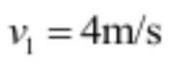 v₁ = 4m/s